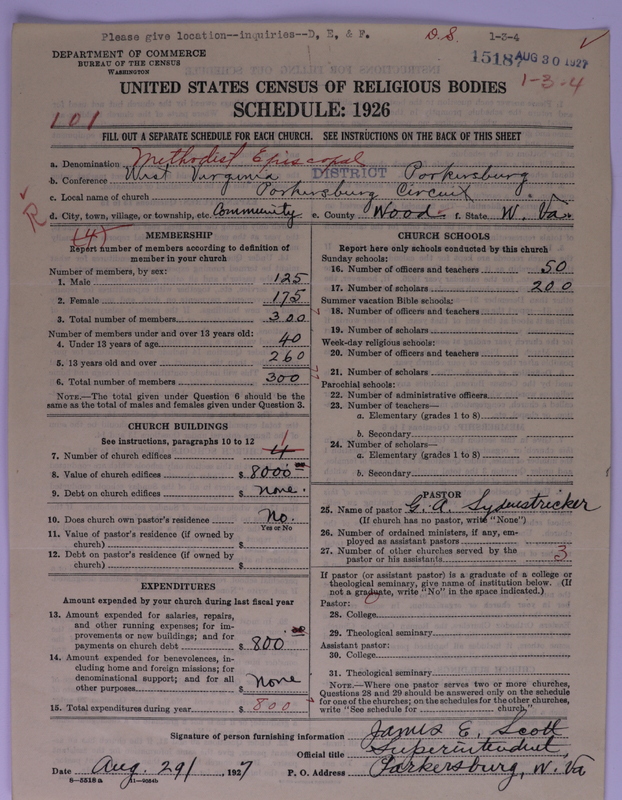 Please give location--inquiries--D, E, & F. D.S. 1-3-4
DEPARTMENT OF COMMERCE
BUREAU OF THE CENSUS
WASHINGTON
15187 AUG 30 1927
1-3-4
UNITED STATES CENSUS OF RELIGIOUS BODIES
SCHEDULE: 1926
101
FILL OUT A SEPARATE SCHEDULE FOR EACH CHURCH. SEE INSTRUCTIONS ON THE BACK OF THIS SHEET
a. Denomination Methodist Episcopal
b. Conference West Virginia DISTRICT Parkersburg
c. Local name of church Parkersburg Circuit
R
d. City, town, village, or township, etc. Community e. County Wood f. State W. Va.
(4)
MEMBERSHIP
Report number of members according to definition of
member in your church
Number of members, by sex:
1. Male 125
2. Female 175
3. Total number of members 300
Number of members under and over 13 years old:
4. Under 13 years of age 40
5. 13 years old and over 260
6. Total number of members 300
NOTE.—The total given under Question 6 should be the
same as the total of males and females given under Question 3.
CHURCH BUILDINGS
See instructions, paragraphs 10 to 12
7. Number of church edifices 4 1
8. Value of church edifices $ 8000 00
9. Debt on church edifices $ None.
10. Does church own pastor's residence No.
Yes or No
11. Value of pastor's residence (if owned by
church) $
12. Debt on pastor's residence (if owned by
church) $
EXPENDITURES
Amount expended by your church during last fiscal year
13. Amount expended for salaries, repairs,
and other running expenses; for im-
provements or new buildings; and for
payments on church debt $ 800.00
14. Amount expended for benevolences, in-
cluding home and foreign missions; for
denominational support; and for all
other purposes $ None
15. Total expenditures during year $ 800
CHURCH SCHOOLS
Report here only schools conducted by this church
Sunday schools:
16. Number of officers and teachers 50
17. Number of scholars 200
Summer vacation Bible schools:
18. Number of officers and teachers
19. Number of scholars
Week-day religious schools:
20. Number of officers and teachers
21. Number of scholars
Parochial schools:
22. Number of administrative officers
23. Number of teachers—
a. Elementary (grades 1 to 8)
b. Secondary
24. Number of scholars—
a. Elementary (grades 1 to 8)
b. Secondary
PASTOR
25. Name of pastor G. A. Sydenstricker
(If church has no pastor, write "None")
26. Number of ordained ministers, if any, em-
ployed as assistant pastors
27. Number of other churches served by the
pastor or his assistants 3
If pastor (or assistant pastor) is a graduate of a college or
theological seminary, give name of institution below. (If
not a graduate, write "No" in the space indicated.)
Pastor:
28. College
29. Theological seminary
Assistant pastor:
30. College
31. Theological seminary
NOTE.—Where one pastor serves two or more churches,
Questions 28 and 29 should be answered only on the schedule
for one of the churches; on the schedules for the other churches,
write "See schedule for church."
Signature of person furnishing information James E. Scott
Official title Superintendent
Date Aug. 29, 1927 P. O. Address Parkersburg, W. Va
8-5518 a 11-9554b